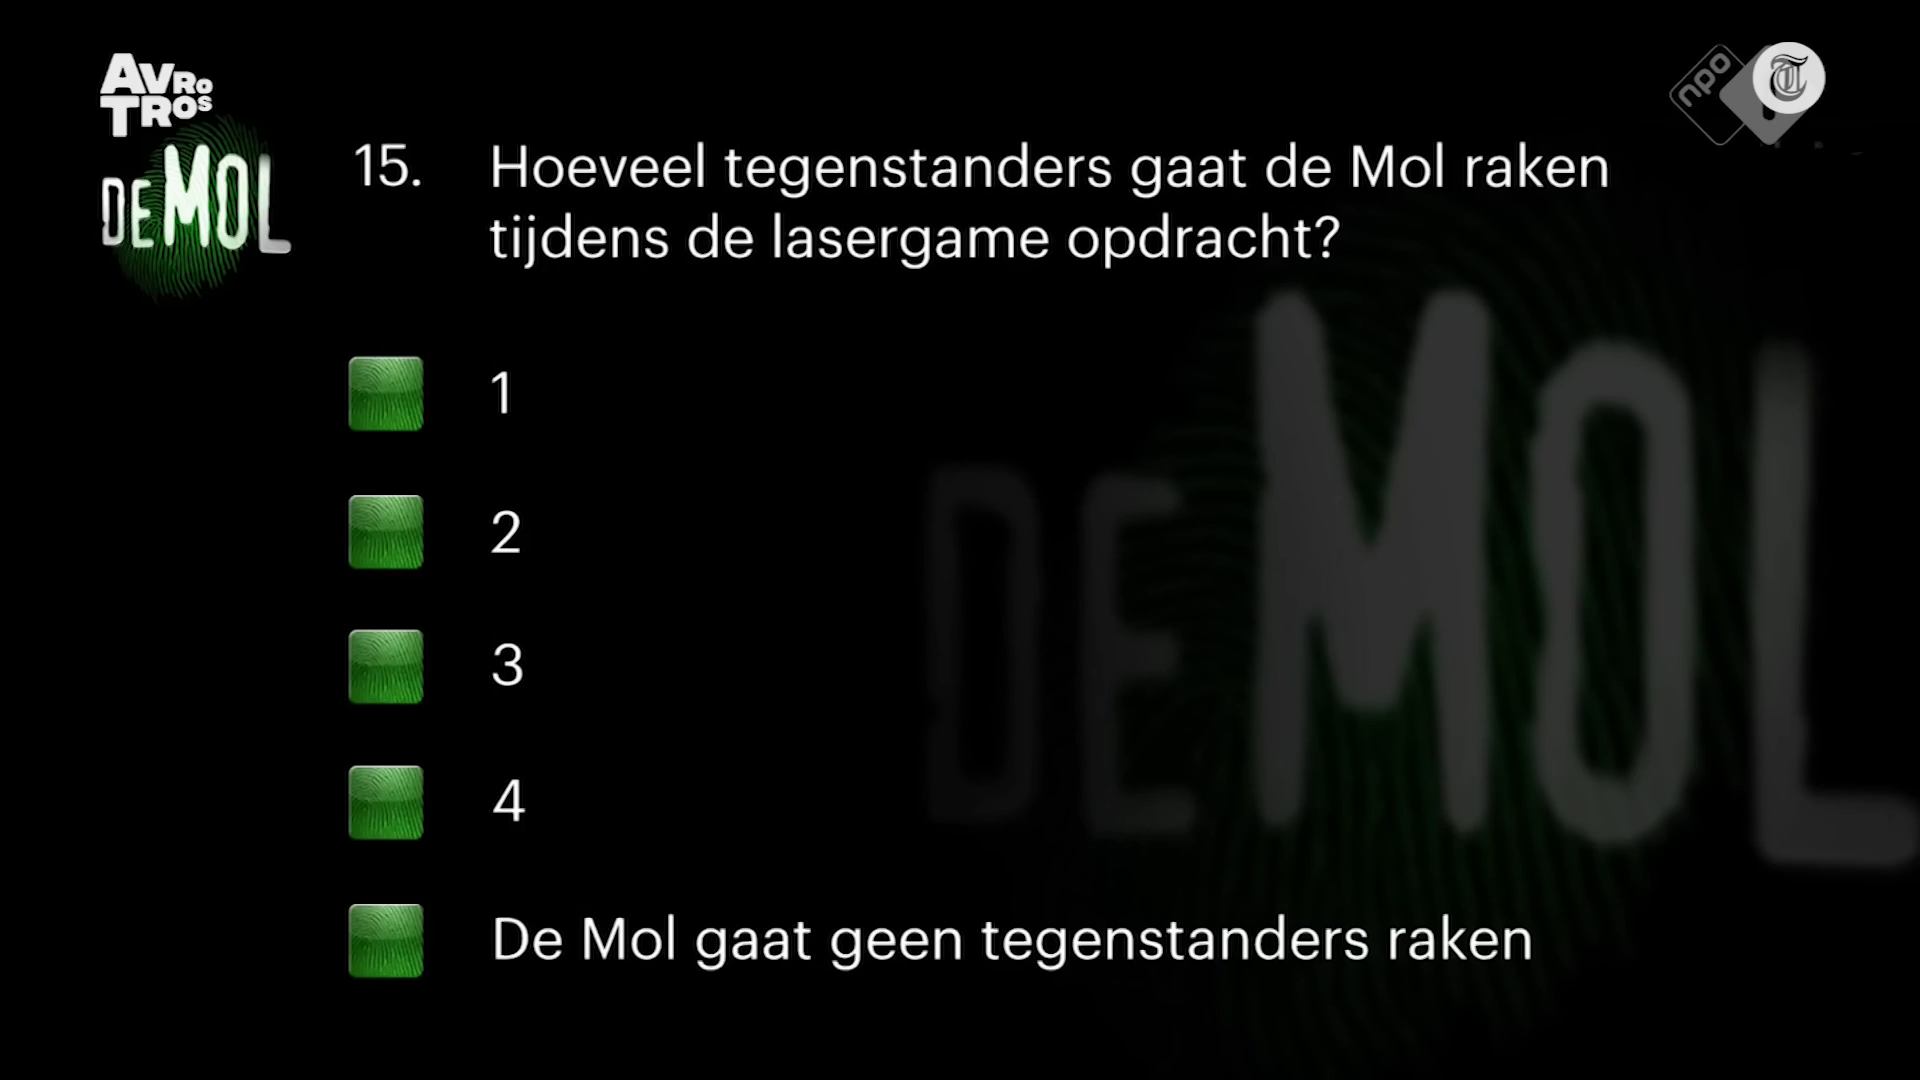 AVRO
TROS
npo
T
DE MOL
15. Hoeveel tegenstanders gaat de Mol raken
tijdens de lasergame opdracht?
1
2
3
4
De Mol gaat geen tegenstanders raken
DE MOL